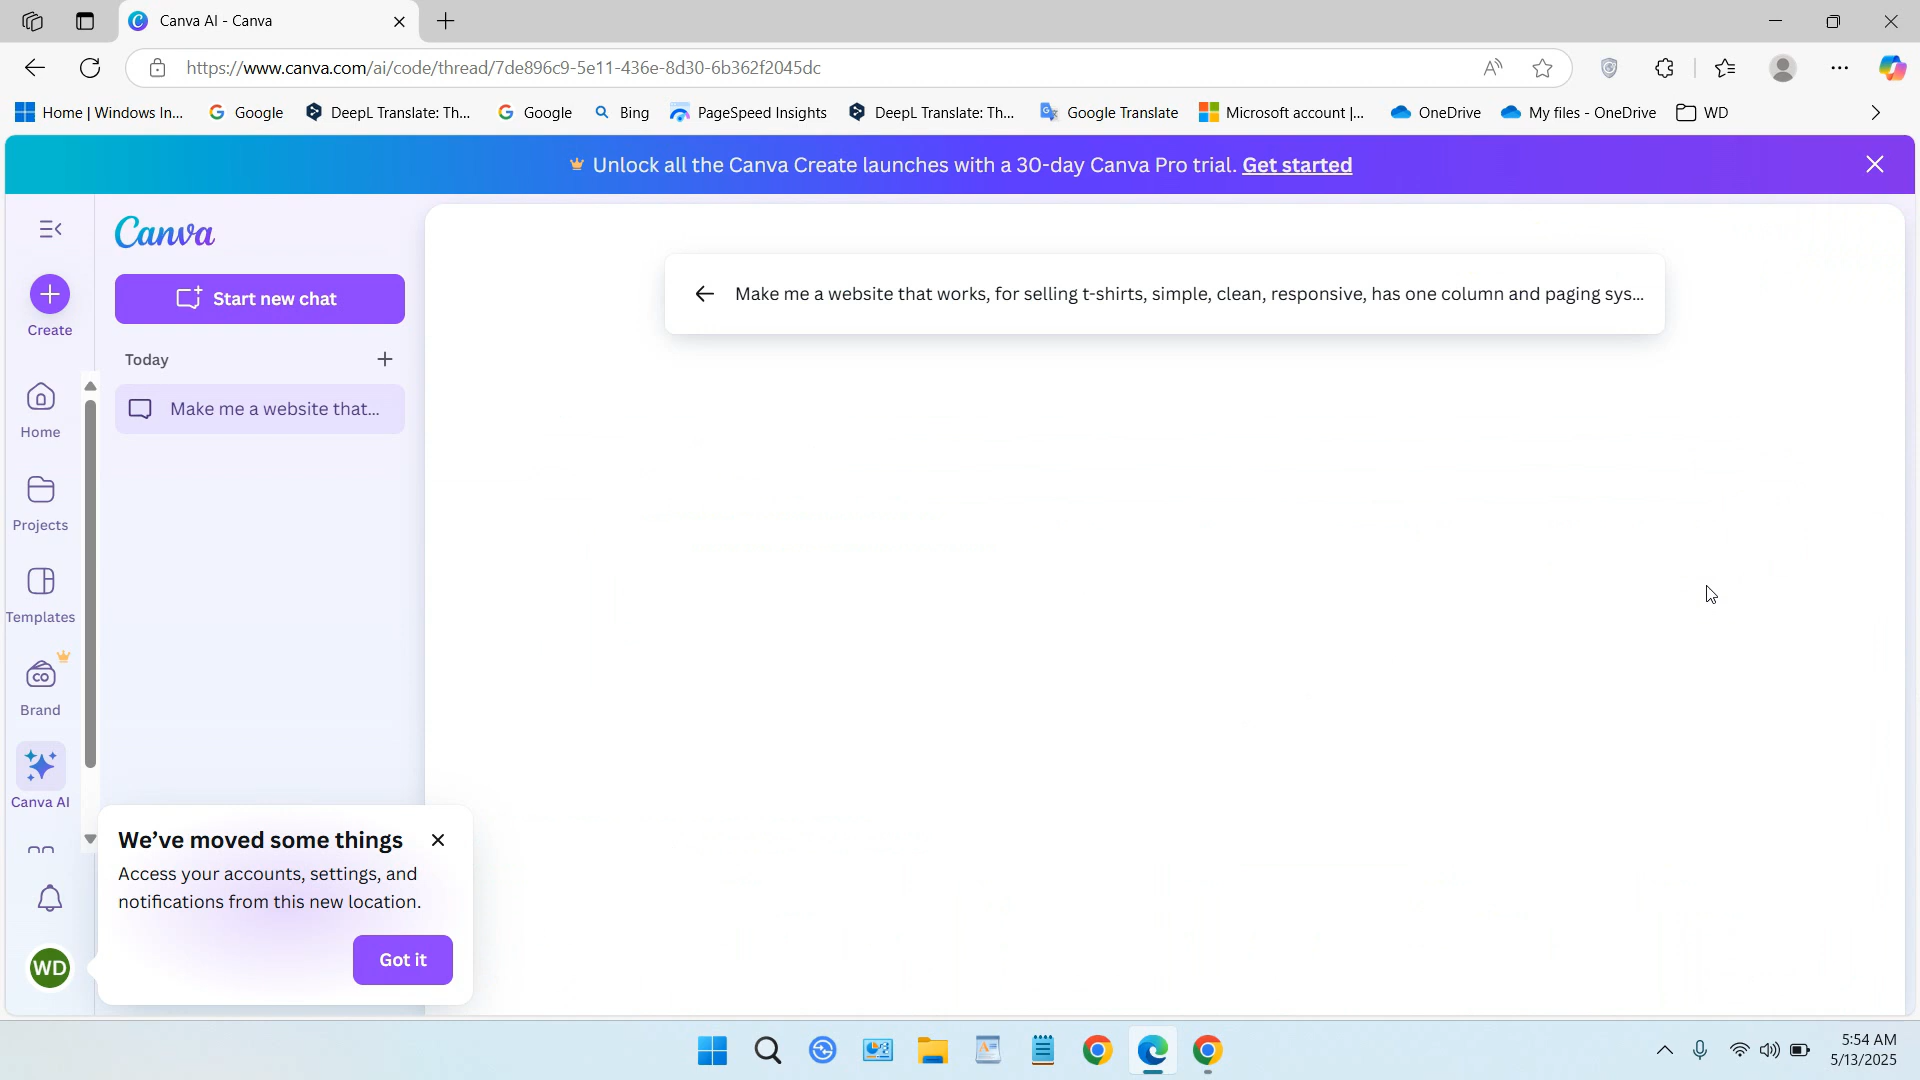 Canva AI - Canva
https://www.canva.com/ai/code/thread/7de896c9-5e11-436e-8d30-6b362f2045dc
Home | Windows In...
Google
DeepL Translate: Th...
Google
Bing
PageSpeed Insights
DeepL Translate: Th...
Google Translate
Microsoft account |...
OneDrive
My files - OneDrive
WD
Unlock all the Canva Create launches with a 30-day Canva Pro trial. Get started
Canva
Start new chat
Create
Today
Make me a website that...
Make me a website that works, for selling t-shirts, simple, clean, responsive, has one column and paging sys...
Home
Projects
Templates
CO
Brand
Canva AI
We've moved some things
Access your accounts, settings, and
notifications from this new location.
Got it
WD
5:54 AM
5/13/2025